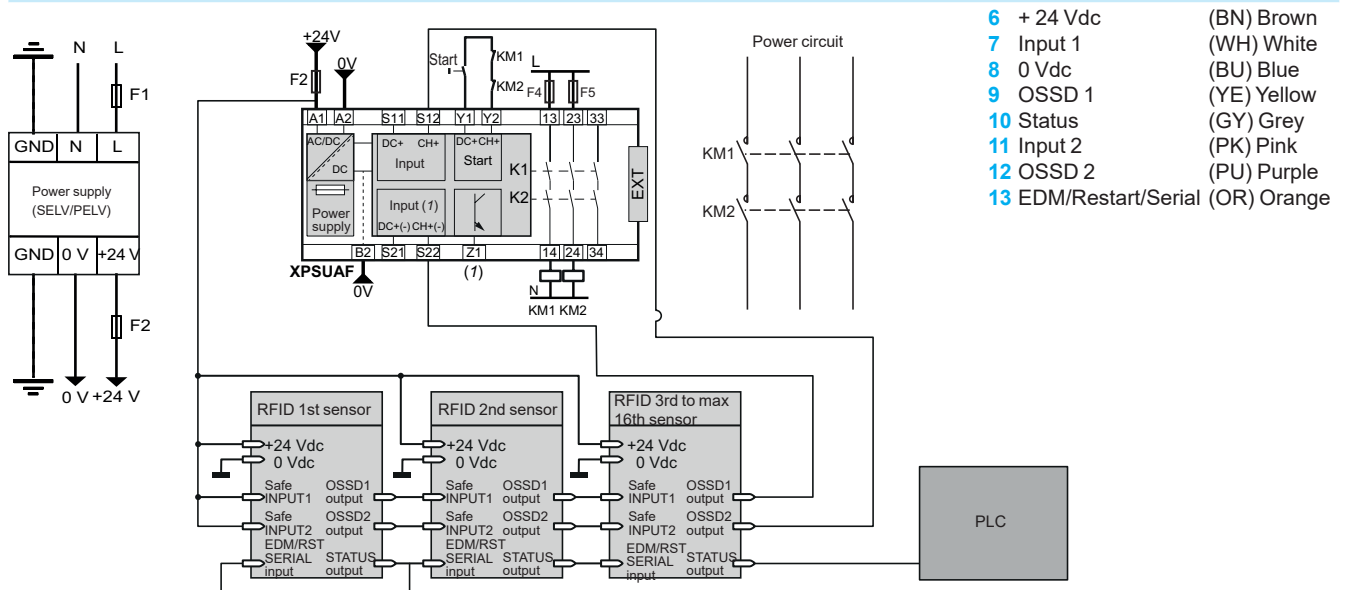 6 + 24 Vdc (BN) Brown
7 Input 1 (WH) White
8 0 Vdc (BU) Blue
9 OSSD 1 (YE) Yellow
10 Status (GY) Grey
11 Input 2 (PK) Pink
12 OSSD 2 (PU) Purple
13 EDM/Restart/Serial (OR) Orange
N L
F1
GND N L
Power supply
(SELV/PELV)
GND 0 V +24 V
F2
0 V +24 V
+24V
0V
F2
Start
KM1
KM2
L
F4 F5
A1 A2 S11 S12 Y1 Y2 13 23 33
AC/DC
DC
Power
supply
DC+ CH+
Input
DC+ CH+
Start
Input (1)
DC+(-) CH+(-)
K1
K2
EXT
B2 S21 S22 Z1 14 24 34
XPSUAF
0V
(1)
N
KM1 KM2
Power circuit
KM1
KM2
RFID 1st sensor
+24 Vdc
0 Vdc
Safe INPUT1
OSSD1 output
Safe INPUT2
OSSD2 output
EDM/RST SERIAL input
STATUS output
RFID 2nd sensor
+24 Vdc
0 Vdc
Safe INPUT1
OSSD1 output
Safe INPUT2
OSSD2 output
EDM/RST SERIAL input
STATUS output
RFID 3rd to max
16th sensor
+24 Vdc
0 Vdc
Safe INPUT1
OSSD1 output
Safe INPUT2
OSSD2 output
EDM/RST SERIAL input
STATUS output
PLC